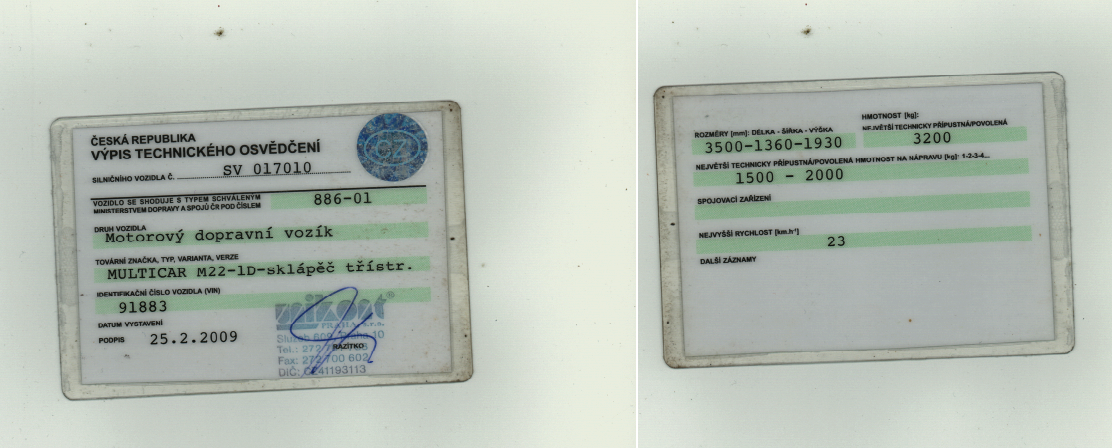 ČESKÁ REPUBLIKA
VÝPIS TECHNICKÉHO OSVĚDČENÍ
SILNIČNÍHO VOZIDLA Č. SV 017010
VOZIDLO SE SHODUJE S TYPEM SCHVÁLENÝM
MINISTERSTVEM DOPRAVY A SPOJŮ ČR POD ČÍSLEM
886-01
DRUH VOZIDLA
Motorový dopravní vozík
TOVÁRNÍ ZNAČKA, TYP, VARIANTA, VERZE
MULTICAR M22-1D-sklápěč třístr.
IDENTIFIKAČNÍ ČÍSLO VOZIDLA (VIN)
91883
DATUM VYSTAVENÍ
25.2.2009
PODPIS
RAZÍTKO
PRAHA, s.r.o.
10
Tel.: 272
Fax: 272 700 602
DIČ: CZ41193113
ROZMĚRY [mm]: DÉLKA - ŠÍŘKA - VÝŠKA
3500-1360-1930
HMOTNOST [kg]:
NEJVĚTŠÍ TECHNICKY PŘÍPUSTNÁ/POVOLENÁ
3200
NEJVĚTŠÍ TECHNICKY PŘÍPUSTNÁ/POVOLENÁ HMOTNOST NA NÁPRAVU [kg]: 1-2-3-4...
1500 - 2000
SPOJOVACÍ ZAŘÍZENÍ
NEJVYŠŠÍ RYCHLOST [km.h-¹]
23
DALŠÍ ZÁZNAMY